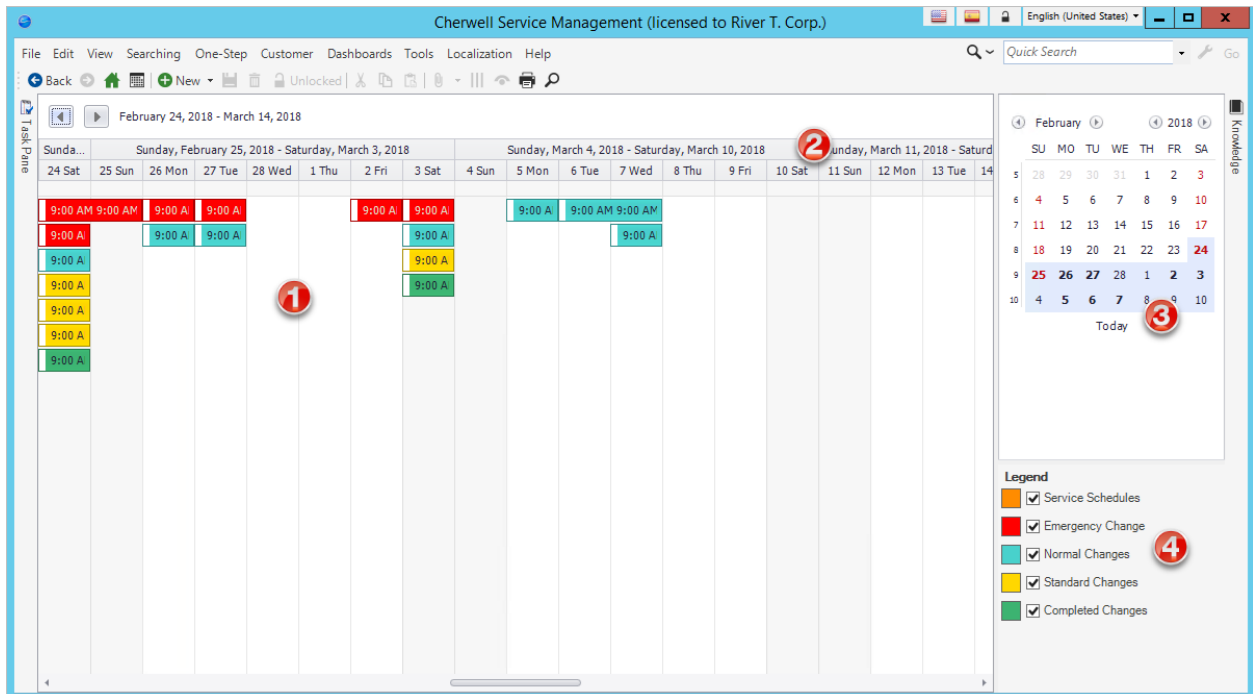 Cherwell Service Management (licensed to River T. Corp.)
English (United States)
File Edit View Searching One-Step Customer Dashboards Tools Localization Help
Quick Search
Go
Back New Unlocked
Task Pane
February 24, 2018 - March 14, 2018
Sunda... Sunday, February 25, 2018 - Saturday, March 3, 2018 Sunday, March 4, 2018 - Saturday, March 10, 2018 2 unday, March 11, 2018 - Saturd
24 Sat 25 Sun 26 Mon 27 Tue 28 Wed 1 Thu 2 Fri 3 Sat 4 Sun 5 Mon 6 Tue 7 Wed 8 Thu 9 Fri 10 Sat 11 Sun 12 Mon 13 Tue 14
9:00 AM 9:00 AM 9:00 A 9:00 A 9:00 A 9:00 A 9:00 A 9:00 AM 9:00 AM
9:00 A 9:00 A 9:00 A 9:00 A 9:00 A
9:00 A 9:00 A
9:00 A 9:00 A
9:00 A
9:00 A
9:00 A
1
February 2018
SU MO TU WE TH FR SA
5 28 29 30 31 1 2 3
6 4 5 6 7 8 9 10
7 11 12 13 14 15 16 17
8 18 19 20 21 22 23 24
9 25 26 27 28 1 2 3
10 4 5 6 7 8 9 10
3
Today
Knowledge
Legend
Service Schedules
Emergency Change
Normal Changes
4
Standard Changes
Completed Changes